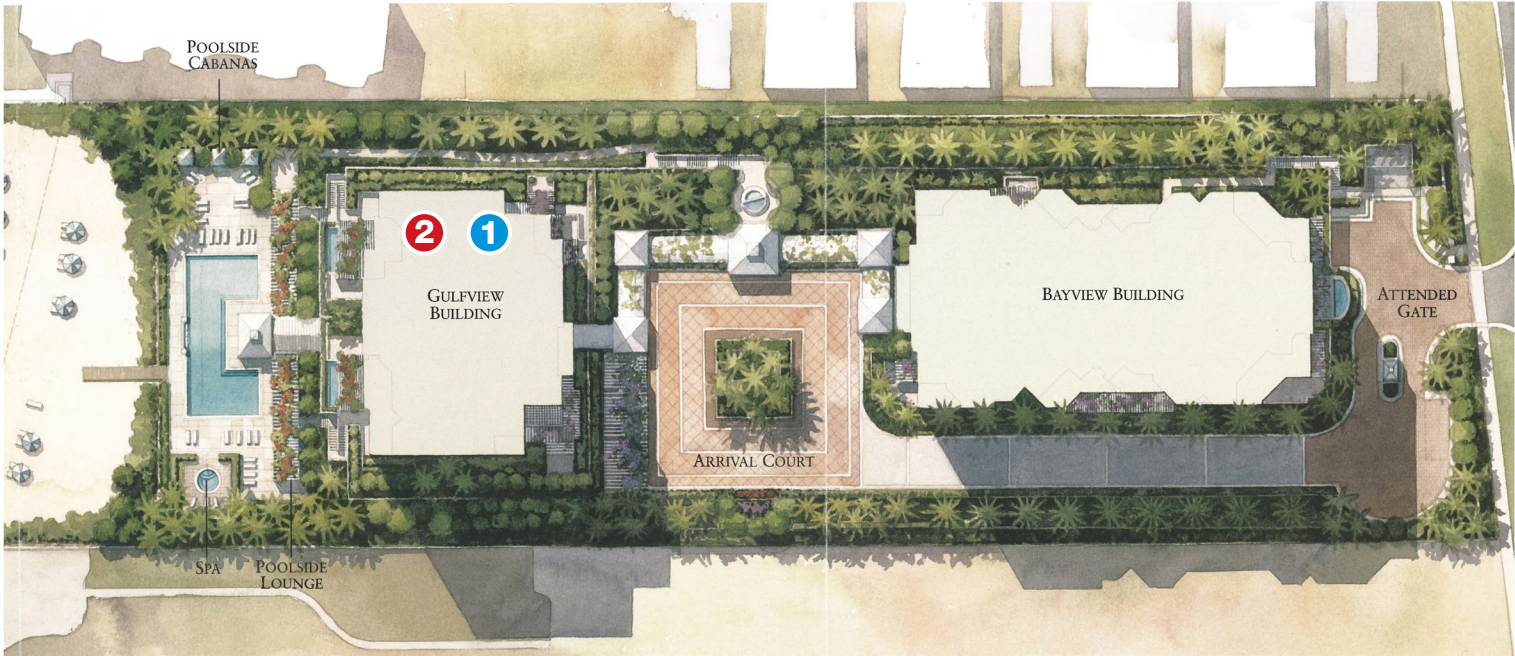 POOLSIDE
CABANAS
2
1
GULFVIEW
BUILDING
BAYVIEW BUILDING
ATTENDED
GATE
ARRIVAL COURT
SPA
POOLSIDE
LOUNGE